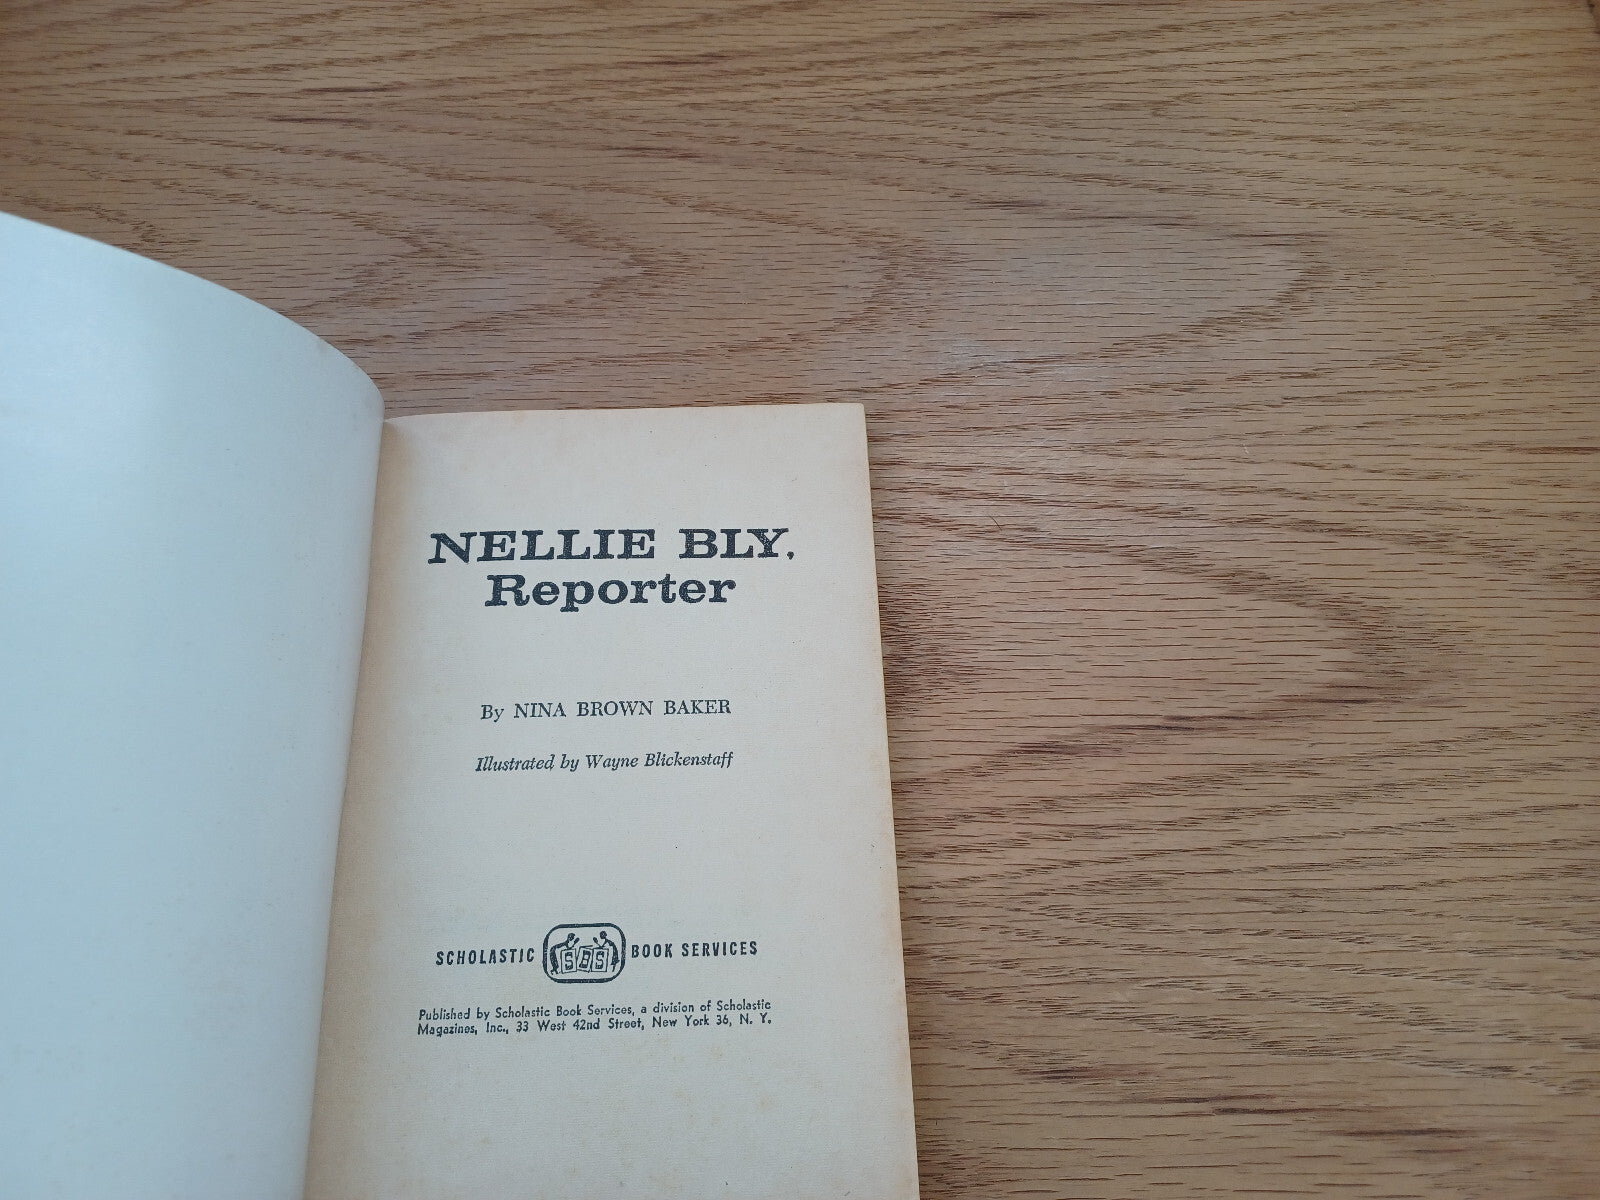 NELLIE BLY,
Reporter
By NINA BROWN BAKER
Illustrated by Wayne Blickenstaff
SCHOLASTIC SBS BOOK SERVICES
Published by Scholastic Book Services, a division of Scholastic
Magazines, Inc., 33 West 42nd Street, New York 36, N. Y.